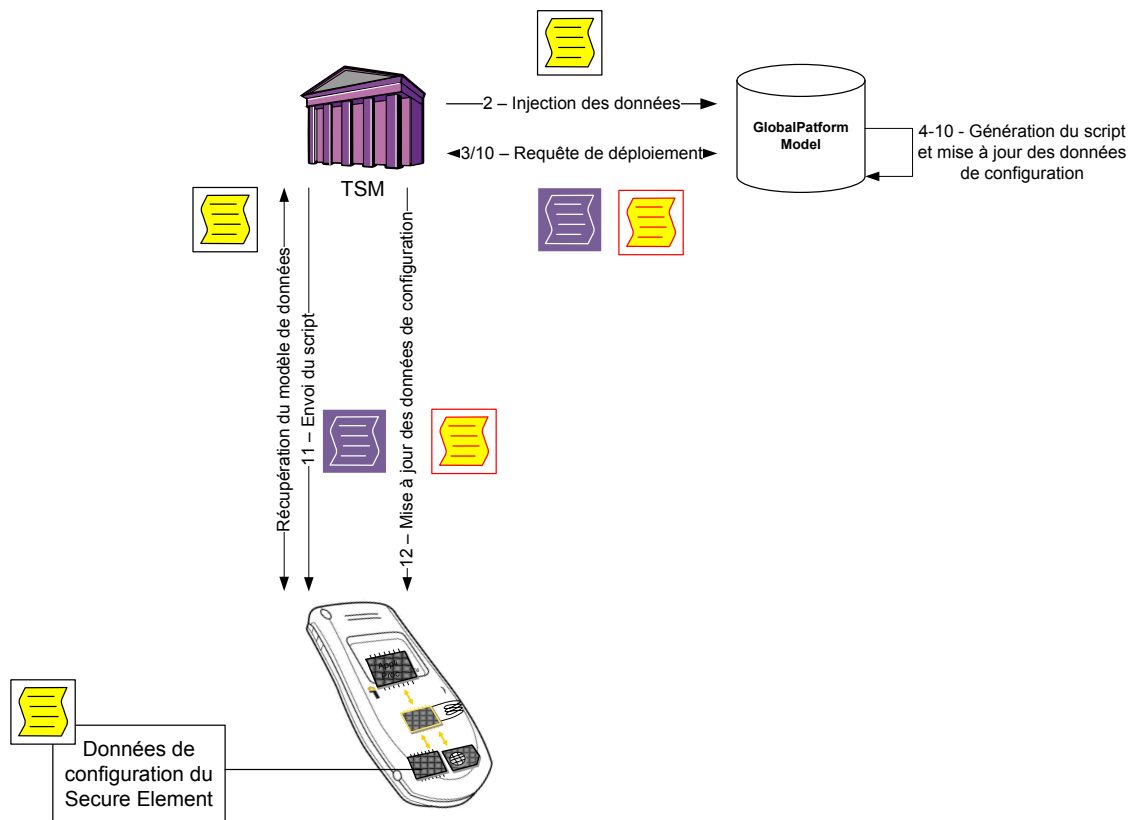 2 – Injection des données
GlobalPatform
Model
3/10 – Requête de déploiement
4-10 - Génération du script
et mise à jour des données
de configuration
TSM
Récupération du modèle de données
11 – Envoi du script
12 – Mise à jour des données de configuration
Appli
Données de
configuration du
Secure Element